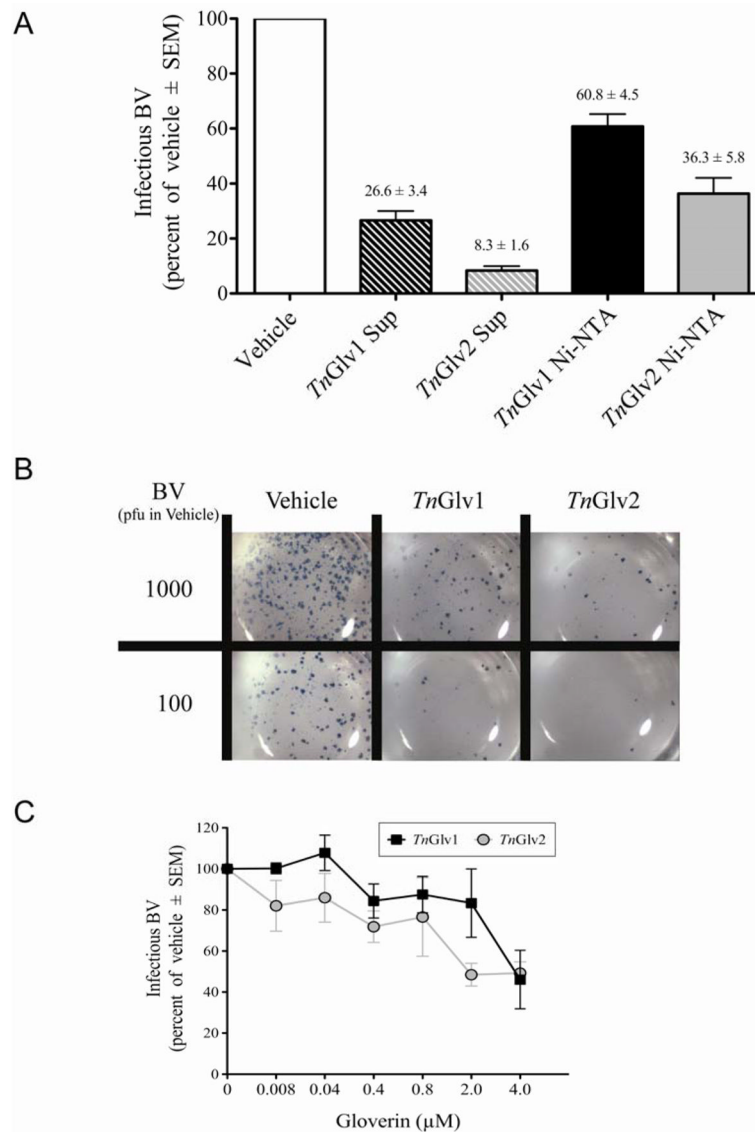 A
Infectious BV
(percent of vehicle ± SEM)
100
80
60
40
20
0
26.6 ± 3.4
8.3 ± 1.6
60.8 ± 4.5
36.3 ± 5.8
Vehicle
TnGlv1 Sup
TnGlv2 Sup
TnGlv1 Ni-NTA
TnGlv2 Ni-NTA
B
BV
(pfu in Vehicle)
Vehicle
TnGlv1
TnGlv2
1000
100
C
Infectious BV
(percent of vehicle ± SEM)
120
100
80
60
40
20
0
TnGlv1
TnGlv2
0
0.008
0.04
0.4
0.8
2.0
4.0
Gloverin (µM)